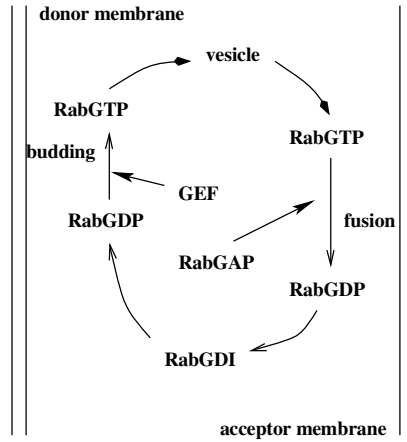 donor membrane
vesicle
RabGTP
RabGTP
budding
GEF
RabGDP
fusion
RabGAP
RabGDP
RabGDI
acceptor membrane